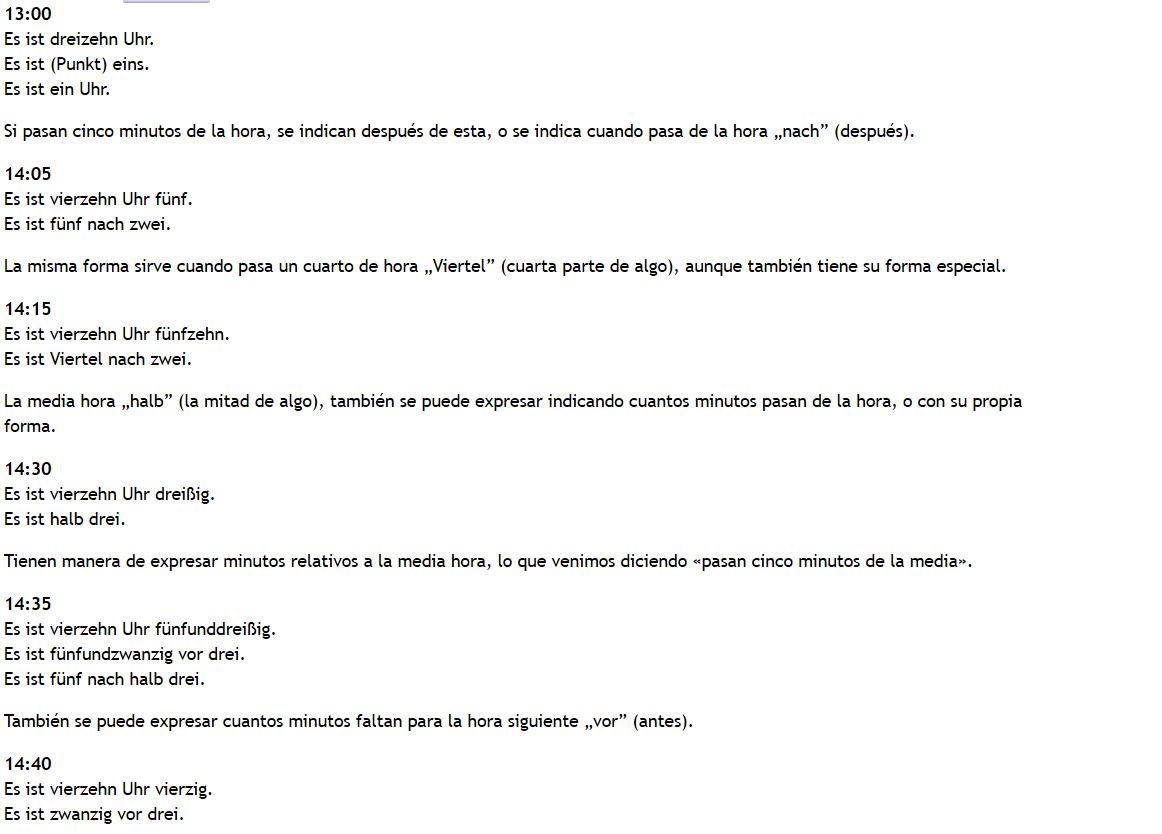 13:00
Es ist dreizehn Uhr.
Es ist (Punkt) eins.
Es ist ein Uhr.
Si pasan cinco minutos de la hora, se indican después de esta, o se indica cuando pasa de la hora „nach” (después).
14:05
Es ist vierzehn Uhr fünf.
Es ist fünf nach zwei.
La misma forma sirve cuando pasa un cuarto de hora „Viertel” (cuarta parte de algo), aunque también tiene su forma especial.
14:15
Es ist vierzehn Uhr fünfzehn.
Es ist Viertel nach zwei.
La media hora „halb” (la mitad de algo), también se puede expresar indicando cuantos minutos pasan de la hora, o con su propia
forma.
14:30
Es ist vierzehn Uhr dreißig.
Es ist halb drei.
Tienen manera de expresar minutos relativos a la media hora, lo que venimos diciendo «pasan cinco minutos de la media».
14:35
Es ist vierzehn Uhr fünfunddreißig.
Es ist fünfundzwanzig vor drei.
Es ist fünf nach halb drei.
También se puede expresar cuantos minutos faltan para la hora siguiente „vor” (antes).
14:40
Es ist vierzehn Uhr vierzig.
Es ist zwanzig vor drei.